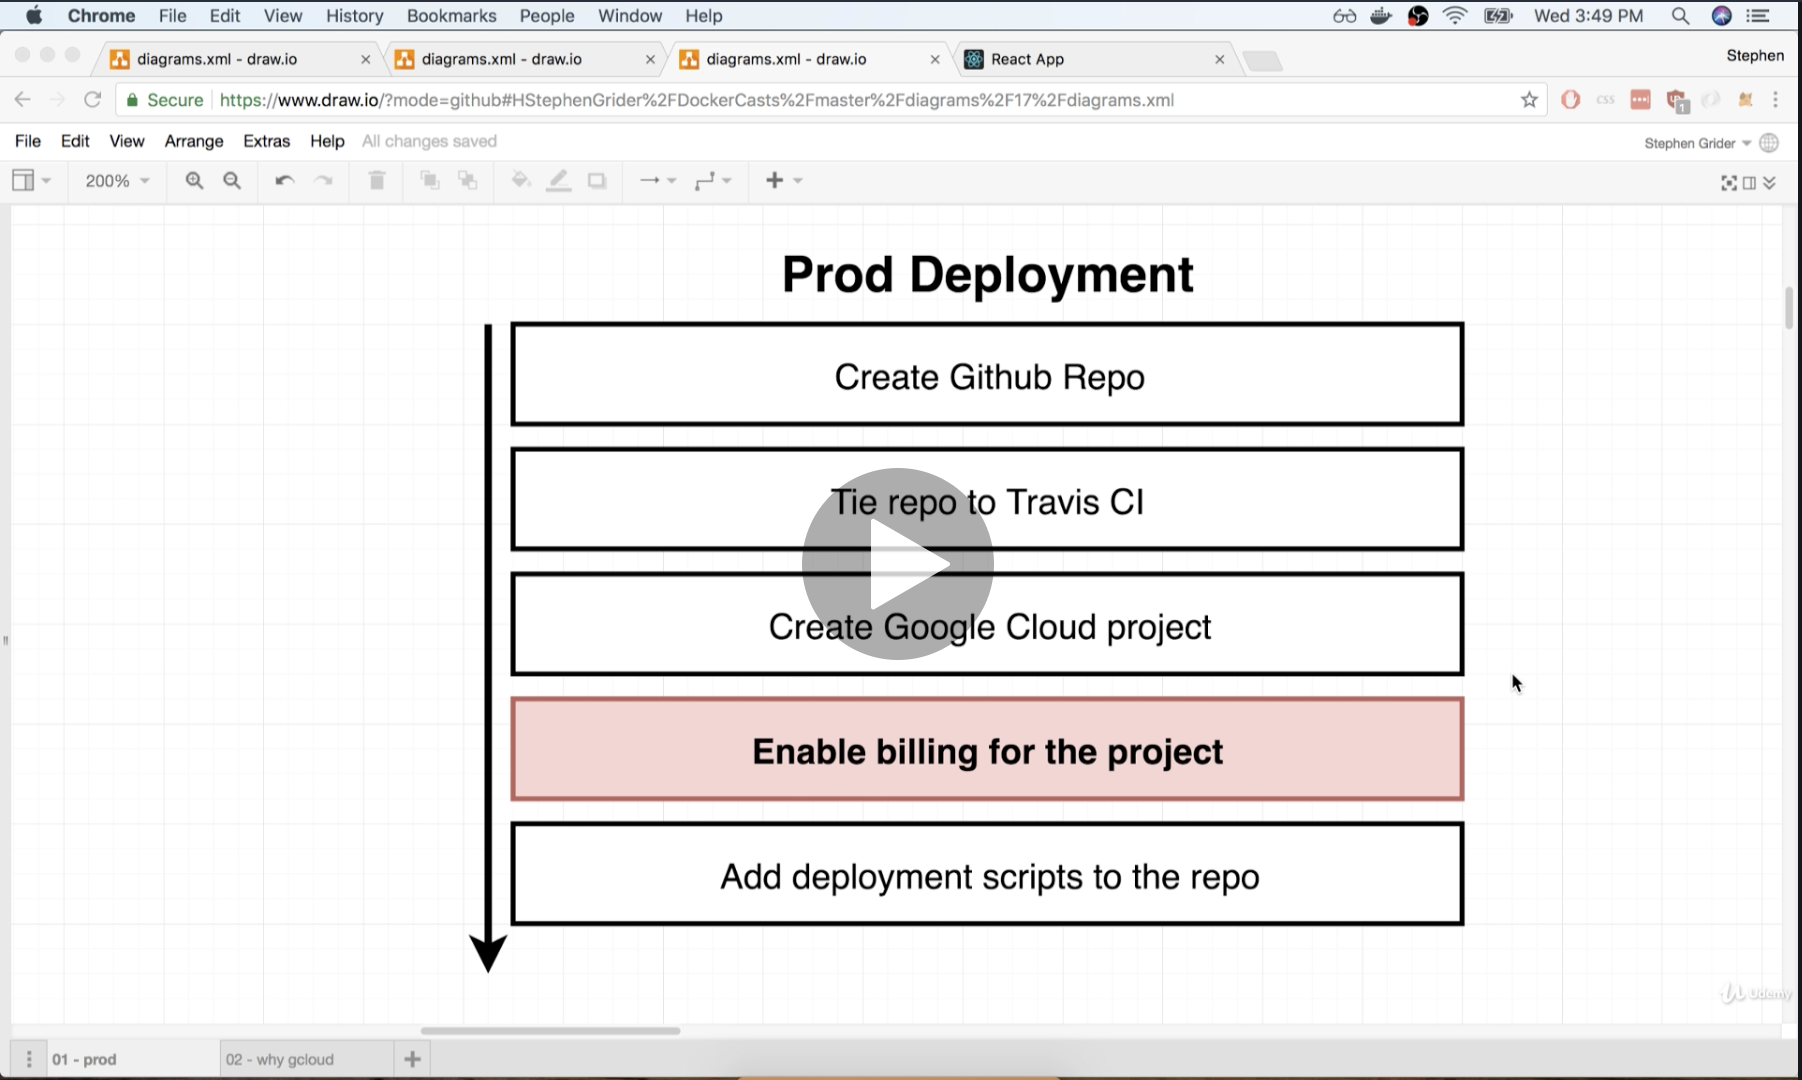 Chrome File Edit View History Bookmarks People Window Help Wed 3:49 PM
diagrams.xml - draw.io diagrams.xml - draw.io diagrams.xml - draw.io React App Stephen
Secure https://www.draw.io/?mode=github#HStephenGrider%2FDockerCasts%2Fmaster%2Fdiagrams%2F17%2Fdiagrams.xml CSS 1
File Edit View Arrange Extras Help All changes saved Stephen Grider
200%
Prod Deployment
Create Github Repo
Tie repo to Travis CI
Create Google Cloud project
Enable billing for the project
Add deployment scripts to the repo
Udemy
01 - prod 02 - why gcloud